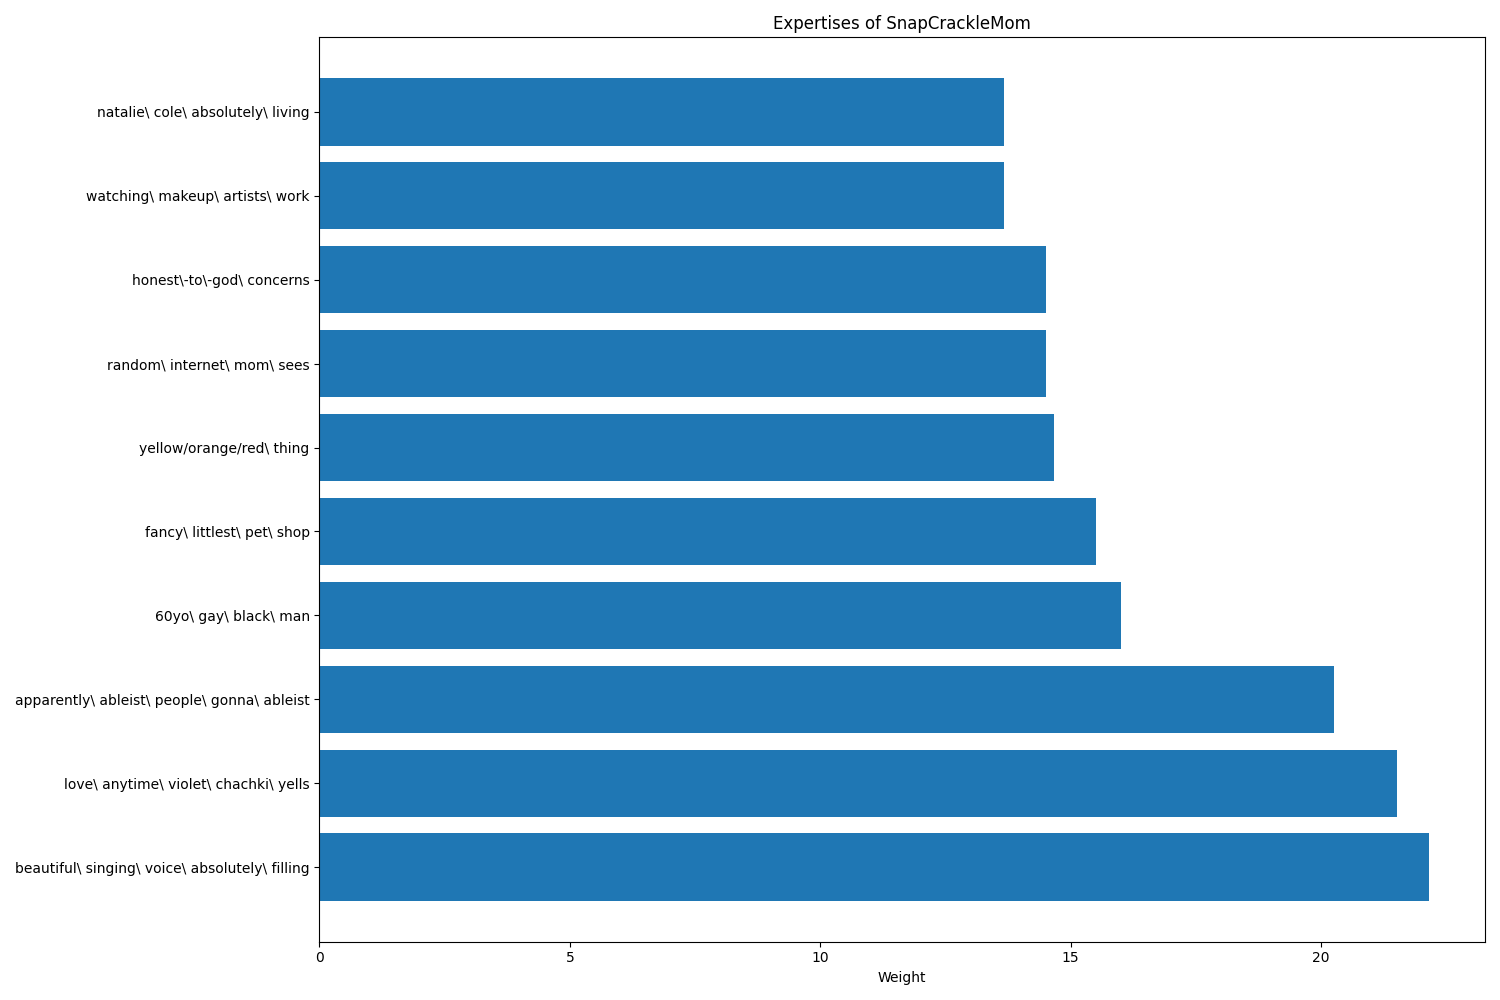 Expertises of SnapCrackleMom
natalie\ cole\ absolutely\ living
watching\ makeup\ artists\ work
honest\-to\-god\ concerns
random\ internet\ mom\ sees
yellow/orange/red\ thing
fancy\ littlest\ pet\ shop
60yo\ gay\ black\ man
apparently\ ableist\ people\ gonna\ ableist
love\ anytime\ violet\ chachki\ yells
beautiful\ singing\ voice\ absolutely\ filling
0 5 10 15 20
Weight